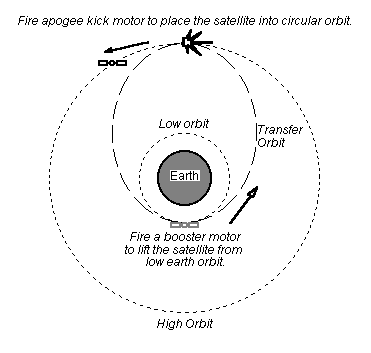 Fire apogee kick motor to place the satellite into circular orbit.
Low orbit
Transfer
Orbit
Earth
Fire a booster motor
to lift the satellite from
low earth orbit.
High Orbit